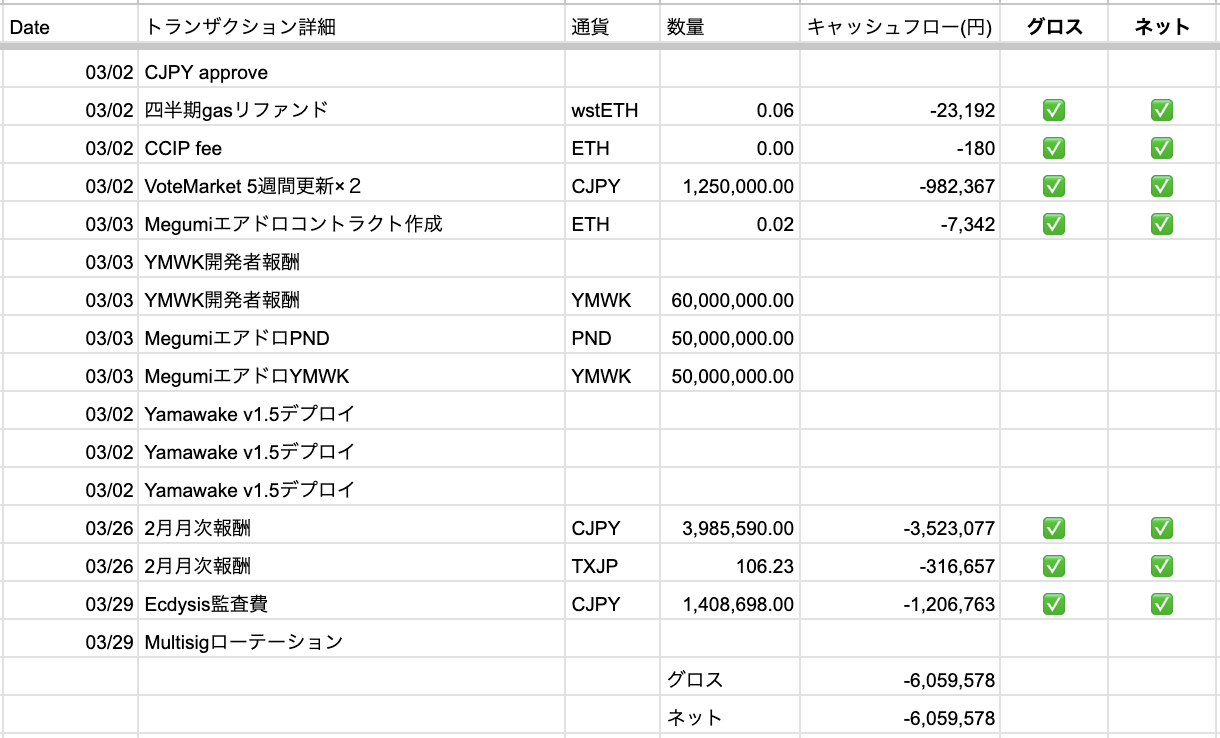 Date トランザクション詳細 通貨 数量 キャッシュフロー(円) グロス ネット
03/02 CJPY approve
03/02 四半期gasリファンド wstETH 0.06 -23,192 ✅ ✅
03/02 CCIP fee ETH 0.00 -180 ✅ ✅
03/02 VoteMarket 5週間更新×２ CJPY 1,250,000.00 -982,367 ✅ ✅
03/03 Megumiエアドロコントラクト作成 ETH 0.02 -7,342 ✅ ✅
03/03 YMWK開発者報酬
03/03 YMWK開発者報酬 YMWK 60,000,000.00
03/03 MegumiエアドロPND PND 50,000,000.00
03/03 MegumiエアドロYMWK YMWK 50,000,000.00
03/02 Yamawake v1.5デプロイ
03/02 Yamawake v1.5デプロイ
03/02 Yamawake v1.5デプロイ
03/26 2月月次報酬 CJPY 3,985,590.00 -3,523,077 ✅ ✅
03/26 2月月次報酬 TXJP 106.23 -316,657 ✅ ✅
03/29 Ecdysis監査費 CJPY 1,408,698.00 -1,206,763 ✅ ✅
03/29 Multisigローテーション
グロス -6,059,578
ネット -6,059,578